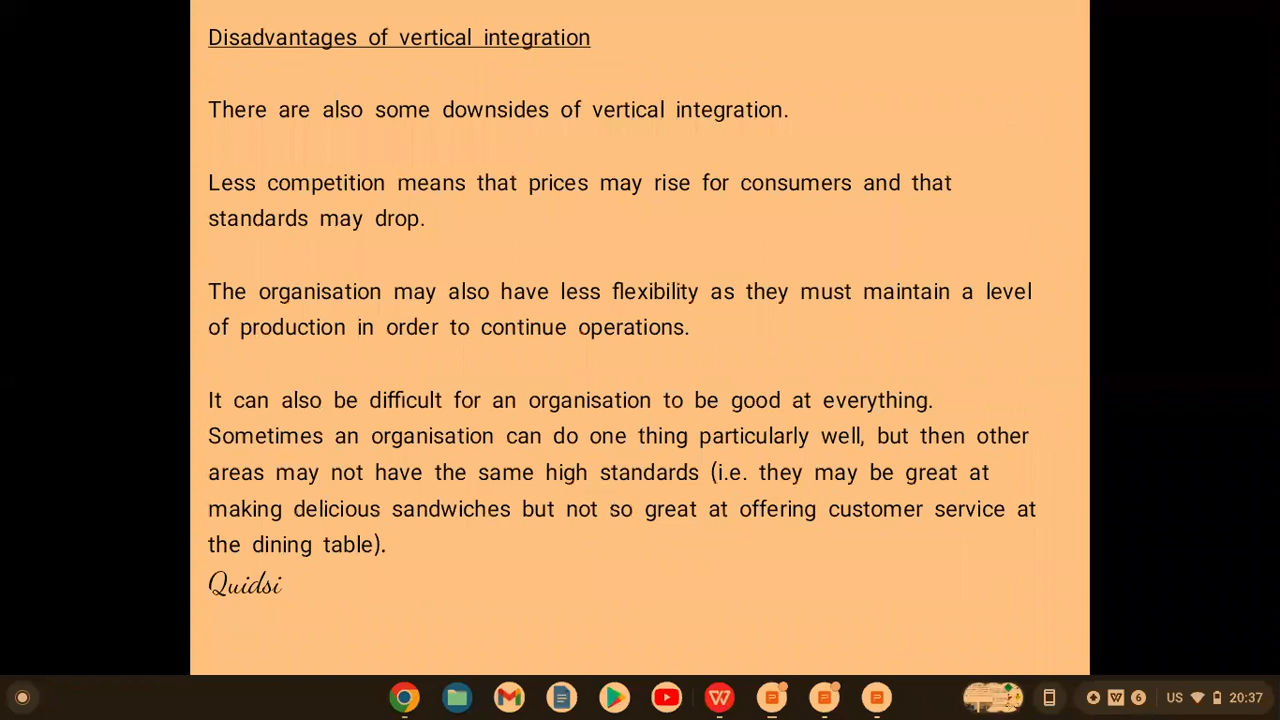 Disadvantages of vertical integration
There are also some downsides of vertical integration.
Less competition means that prices may rise for consumers and that
standards may drop.
The organisation may also have less flexibility as they must maintain a level
of production in order to continue operations.
It can also be difficult for an organisation to be good at everything.
Sometimes an organisation can do one thing particularly well, but then other
areas may not have the same high standards (i.e. they may be great at
making delicious sandwiches but not so great at offering customer service at
the dining table).
Quidsi
6 US 20:37